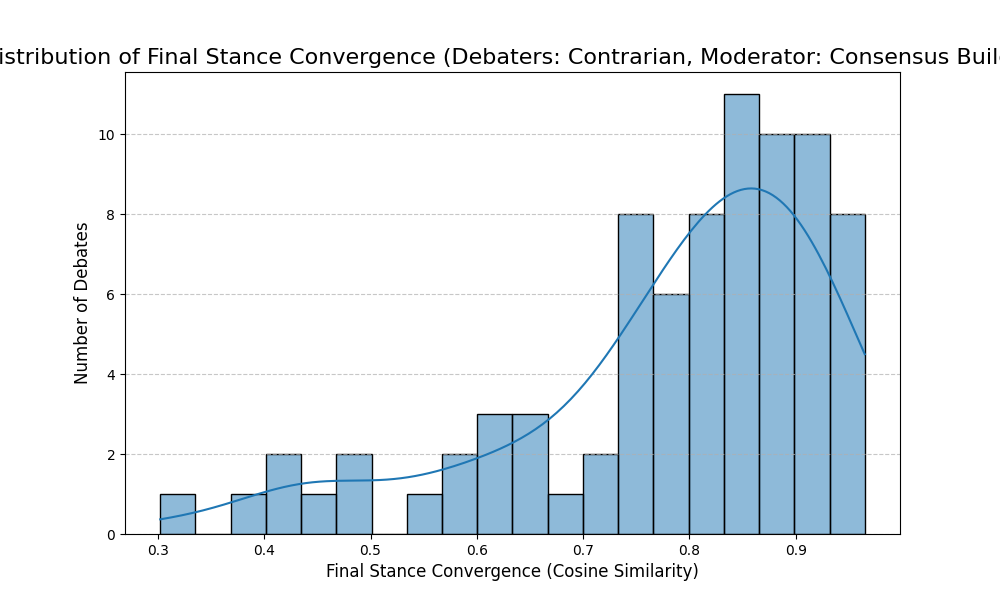 istribution of Final Stance Convergence (Debaters: Contrarian, Moderator: Consensus Buil
10
8
6
4
2
0
Number of Debates
0.3 0.4 0.5 0.6 0.7 0.8 0.9
Final Stance Convergence (Cosine Similarity)